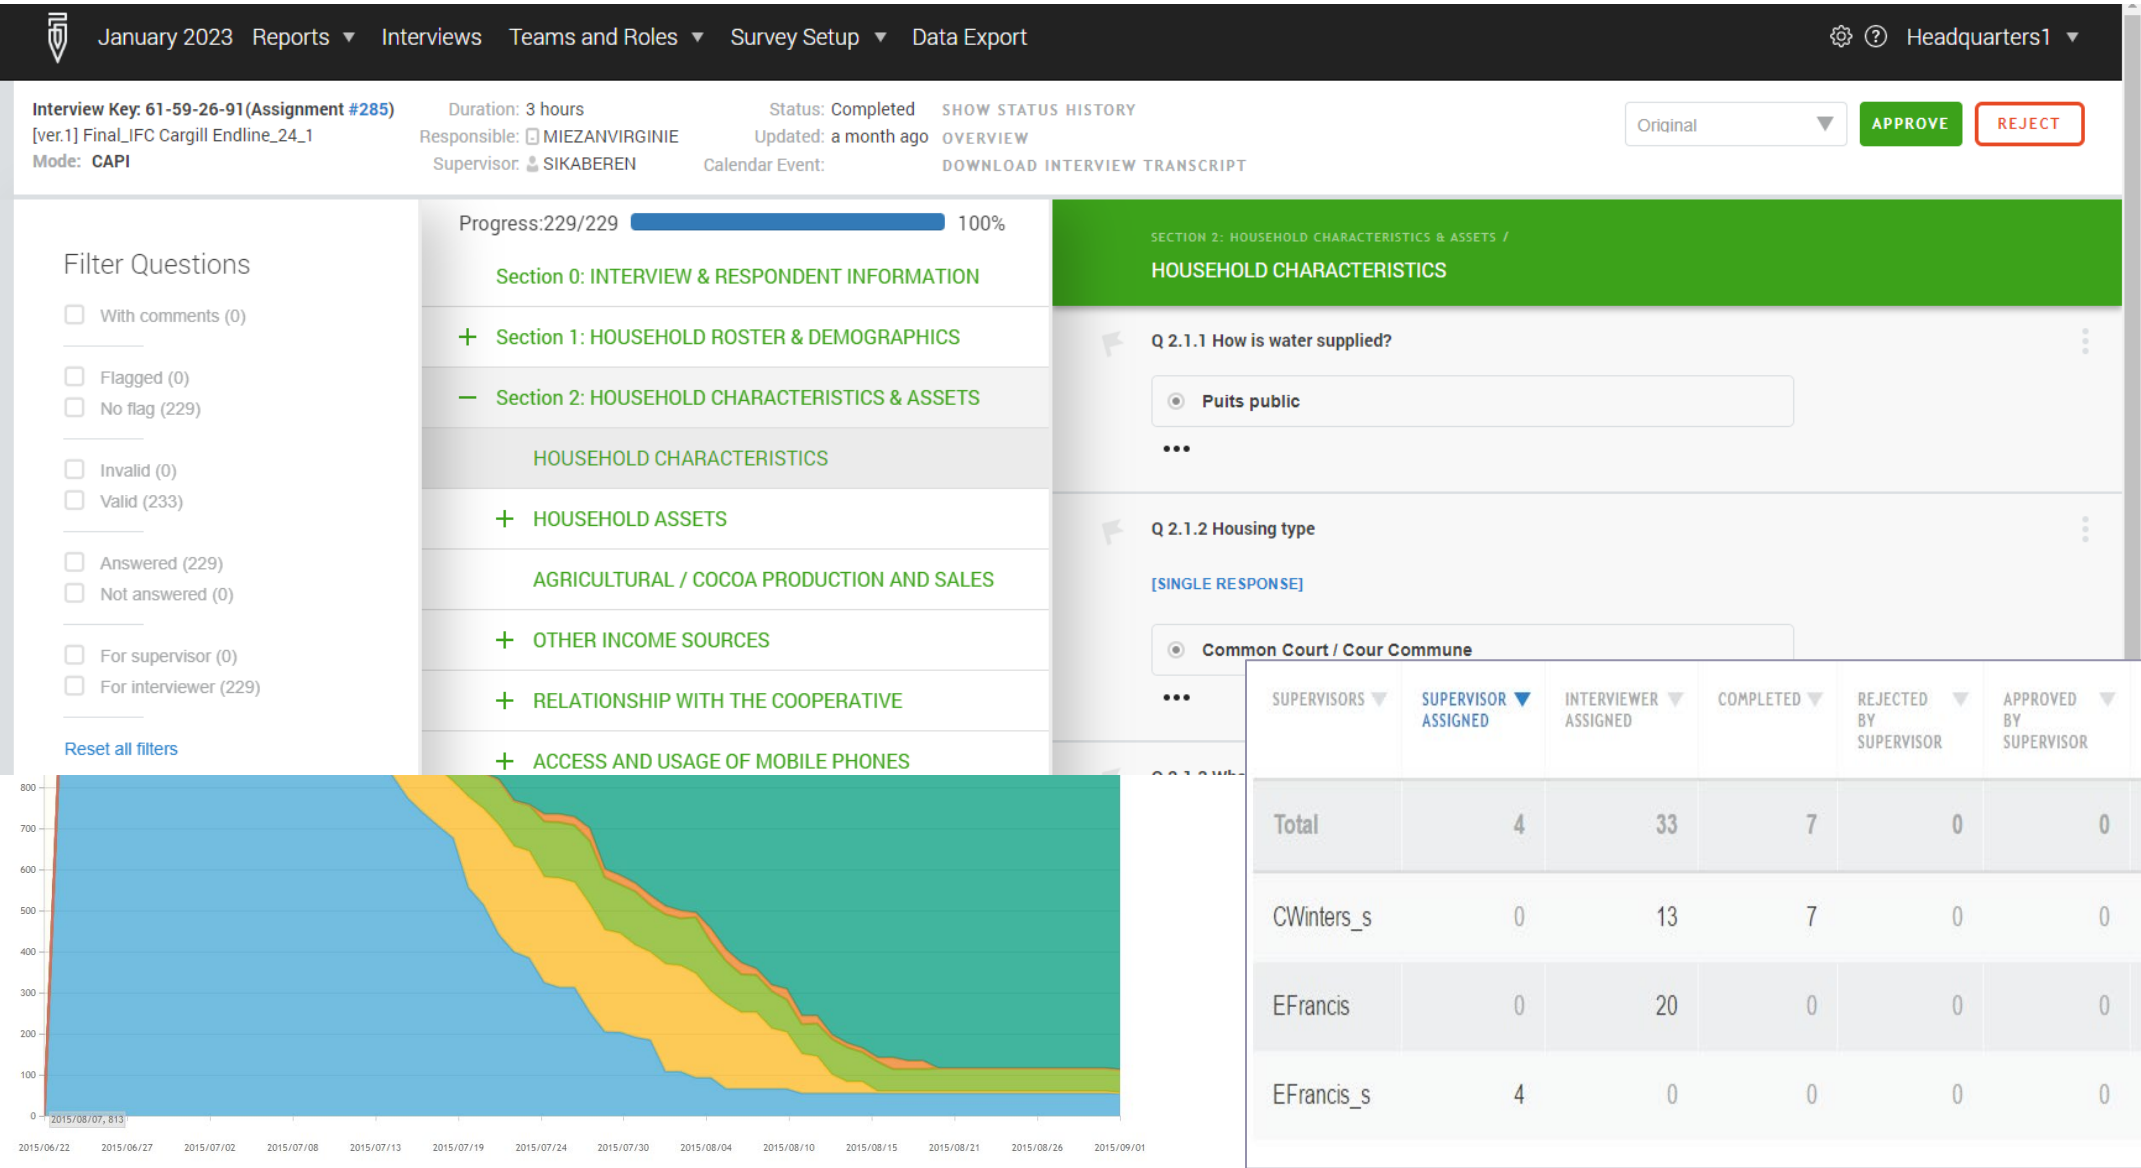 January 2023 Reports Interviews Teams and Roles Survey Setup Data Export Headquarters1
Interview Key: 61-59-26-91(Assignment #285)
[ver.1] Final_IFC Cargill Endline_24_1
Mode: CAPI
Duration: 3 hours
Responsible: MIEZANVIRGINIE
Supervisor: SIKABEREN
Status: Completed
Updated: a month ago
Calendar Event:
SHOW STATUS HISTORY
OVERVIEW
DOWNLOAD INTERVIEW TRANSCRIPT
Original
APPROVE
REJECT
Filter Questions
With comments (0)
Flagged (0)
No flag (229)
Invalid (0)
Valid (233)
Answered (229)
Not answered (0)
For supervisor (0)
For interviewer (229)
Reset all filters
Progress:229/229 100%
Section 0: INTERVIEW & RESPONDENT INFORMATION
+ Section 1: HOUSEHOLD ROSTER & DEMOGRAPHICS
− Section 2: HOUSEHOLD CHARACTERISTICS & ASSETS
HOUSEHOLD CHARACTERISTICS
+ HOUSEHOLD ASSETS
AGRICULTURAL / COCOA PRODUCTION AND SALES
+ OTHER INCOME SOURCES
+ RELATIONSHIP WITH THE COOPERATIVE
+ ACCESS AND USAGE OF MOBILE PHONES
SECTION 2: HOUSEHOLD CHARACTERISTICS & ASSETS /
HOUSEHOLD CHARACTERISTICS
Q 2.1.1 How is water supplied?
Puits public
Q 2.1.2 Housing type
[SINGLE RESPONSE]
Common Court / Cour Commune
800
700
600
500
400
300
200
100
0
2015/08/07, 813
2015/06/22 2015/06/27 2015/07/02 2015/07/08 2015/07/13 2015/07/19 2015/07/24 2015/07/30 2015/08/04 2015/08/10 2015/08/15 2015/08/21 2015/08/26 2015/09/01
SUPERVISORS
SUPERVISOR
ASSIGNED
INTERVIEWER
ASSIGNED
COMPLETED
REJECTED
BY
SUPERVISOR
APPROVED
BY
SUPERVISOR
Total 4 33 7 0 0
CWinters_s 0 13 7 0 0
EFrancis 0 20 0 0 0
EFrancis_s 4 0 0 0 0